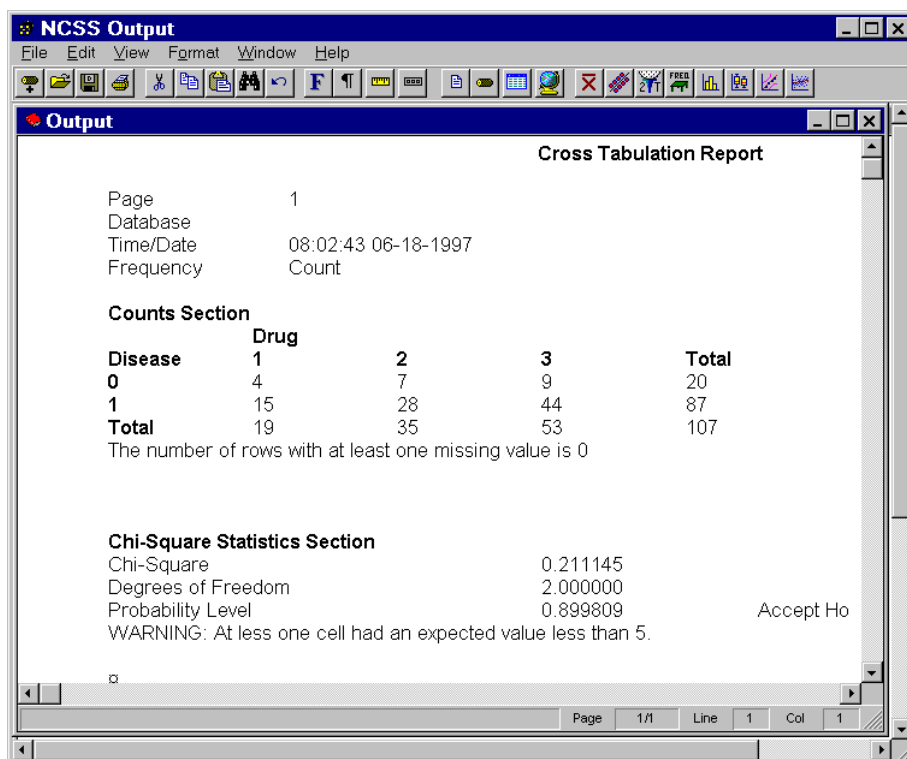 NCSS Output
File Edit View Format Window Help
F ¶ FREQ
Output
Cross Tabulation Report
Page 1
Database
Time/Date 08:02:43 06-18-1997
Frequency Count
Counts Section
Drug
Disease 1 2 3 Total
0 4 7 9 20
1 15 28 44 87
Total 19 35 53 107
The number of rows with at least one missing value is 0
Chi-Square Statistics Section
Chi-Square 0.211145
Degrees of Freedom 2.000000
Probability Level 0.899809 Accept Ho
WARNING: At less one cell had an expected value less than 5.
Page 1/1 Line 1 Col 1